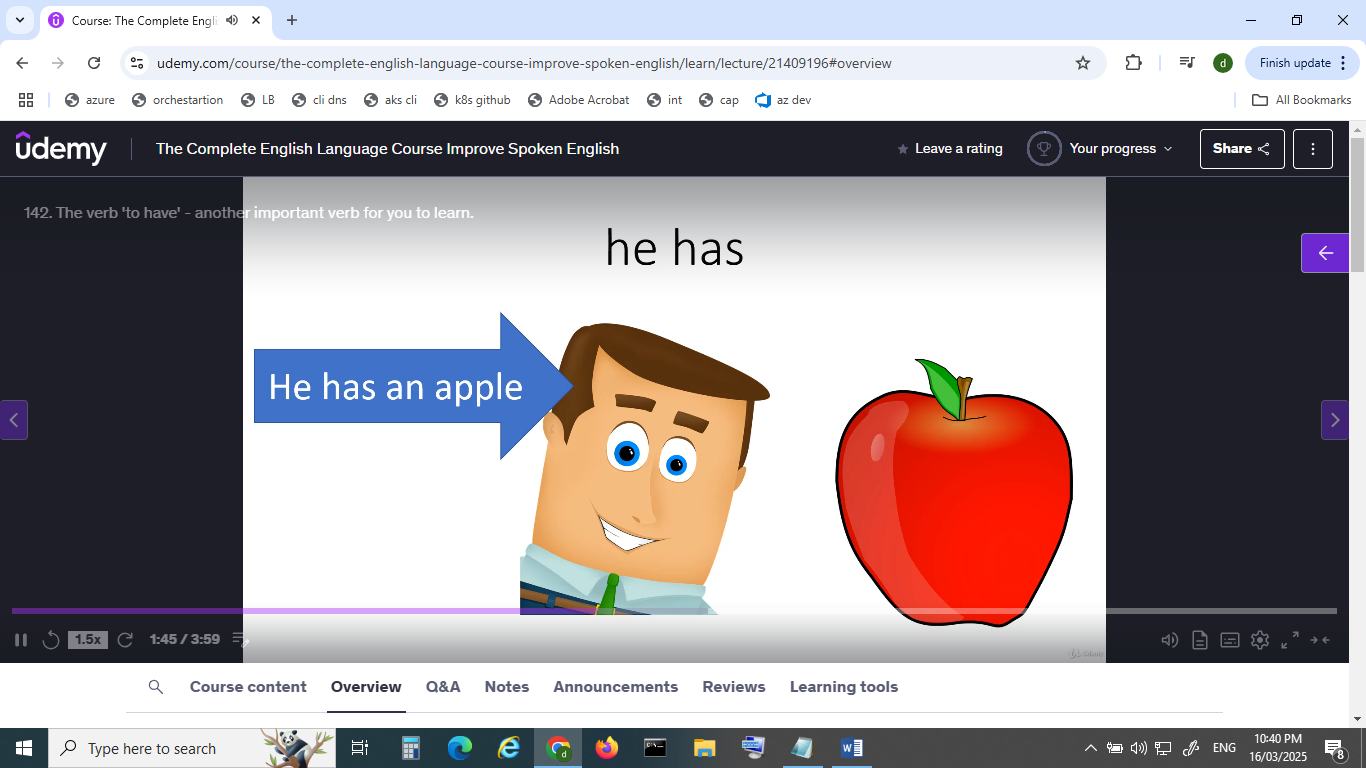 Course: The Complete Engli
udemy.com/course/the-complete-english-language-course-improve-spoken-english/learn/lecture/21409196#overview
d
Finish update
azure
orchestartion
LB
cli dns
aks cli
k8s github
Adobe Acrobat
int
cap
az dev
All Bookmarks
udemy
The Complete English Language Course Improve Spoken English
Leave a rating
Your progress
Share
142. The verb 'to have' - another important verb for you to learn.
he has
He has an apple
1.5x
1:45 / 3:59
Udemy
Course content
Overview
Q&A
Notes
Announcements
Reviews
Learning tools
Type here to search
ENG
10:40 PM
16/03/2025
8